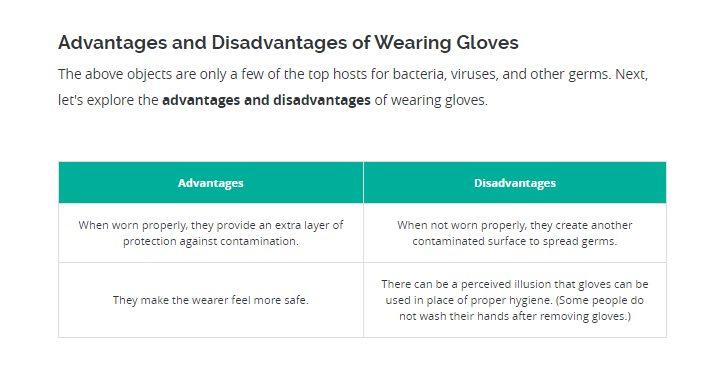 Advantages and Disadvantages of Wearing Gloves
The above objects are only a few of the top hosts for bacteria, viruses, and other germs. Next,
let's explore the advantages and disadvantages of wearing gloves.
Advantages
Disadvantages
When worn properly, they provide an extra layer of
protection against contamination.
When not worn properly, they create another
contaminated surface to spread germs.
They make the wearer feel more safe.
There can be a perceived illusion that gloves can be
used in place of proper hygiene. (Some people do
not wash their hands after removing gloves.)